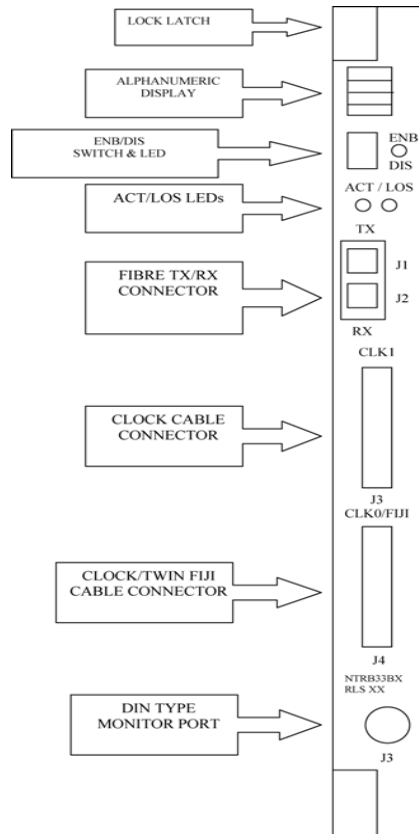 LOCK LATCH
ALPHANUMERIC
DISPLAY
ENB/DIS
SWITCH & LED
ENB
DIS
ACT/LOS LEDs
ACT / LOS
TX
FIBRE TX/RX
CONNECTOR
J1
J2
RX
CLK1
CLOCK CABLE
CONNECTOR
J3
CLK0/FIJI
CLOCK/TWIN FIJI
CABLE CONNECTOR
J4
NTRB33BX
RLS XX
DIN TYPE
MONITOR PORT
J3